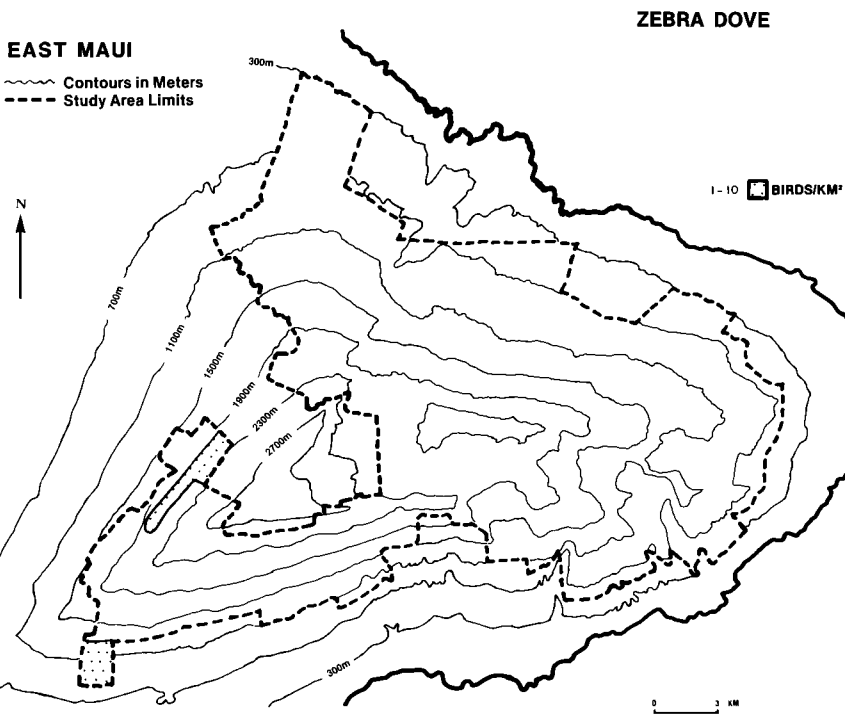 ZEBRA DOVE
EAST MAUI
Contours in Meters
Study Area Limits
300m
N
1-10 BIRDS/KM²
700m
1100m
1500m
1900m
2300m
2700m
300m
0 3 KM